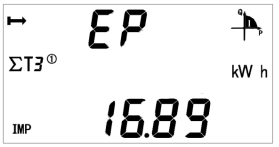 EP
Q
P
ΣT3①
kW h
16.89
IMP